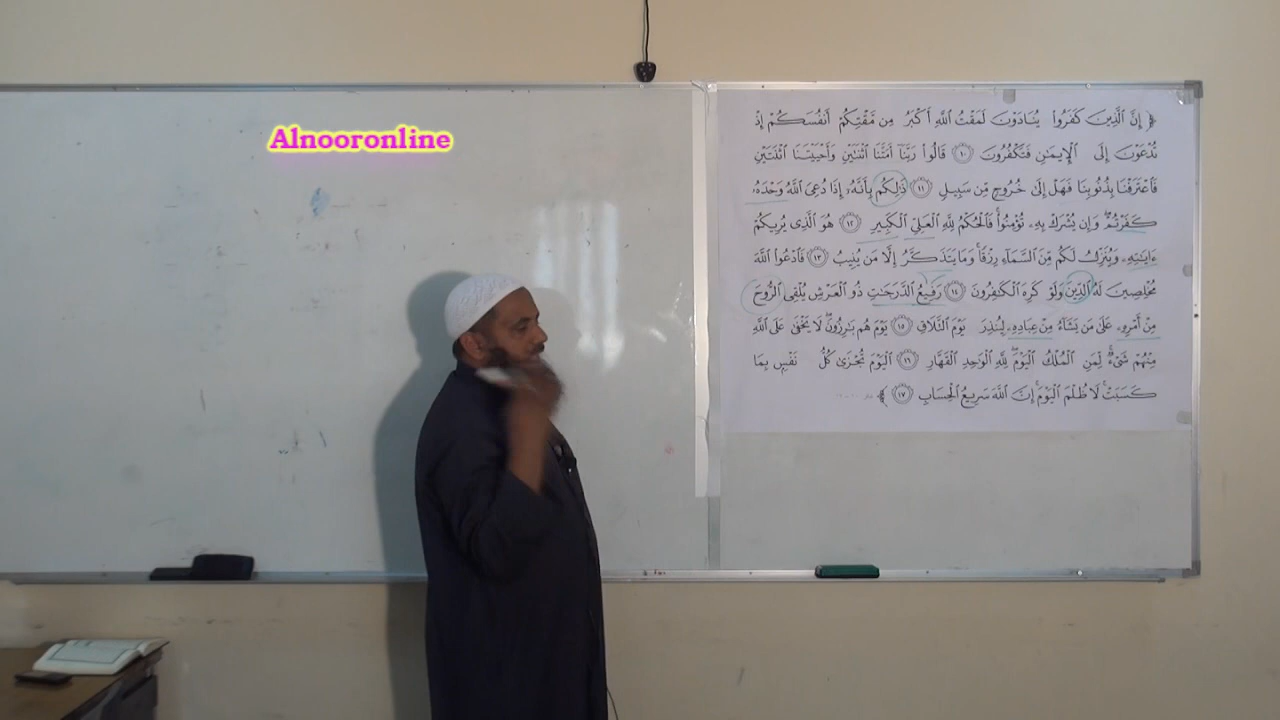 Alnooronline
﴿ إِنَّ ٱلَّذِينَ كَفَرُوا۟ يُنَادَوْنَ لَمَقْتُ ٱللَّهِ أَكْبَرُ مِن مَّقْتِكُمْ أَنفُسَكُمْ إِذْ
تُدْعَوْنَ إِلَى ٱلْإِيمَـٰنِ فَتَكْفُرُونَ ١٠ قَالُوا۟ رَبَّنَآ أَمَتَّنَا ٱثْنَتَيْنِ وَأَحْيَيْتَنَا ٱثْنَتَيْنِ
فَٱعْتَرَفْنَا بِذُنُوبِنَا فَهَلْ إِلَىٰ خُرُوجٍ مِّن سَبِيلٍ ١١ ذَٰلِكُم بِأَنَّهُۥٓ إِذَا دُعِىَ ٱللَّهُ وَحْدَهُۥ
كَفَرْتُمْ ۖ وَإِن يُشْرَكْ بِهِۦ تُؤْمِنُوا۟ ۚ فَٱلْحُكْمُ لِلَّهِ ٱلْعَلِىِّ ٱلْكَبِيرِ ١٢ هُوَ ٱلَّذِى يُرِيكُمْ
ءَايَـٰتِهِۦ وَيُنَزِّلُ لَكُم مِّنَ ٱلسَّمَآءِ رِزْقًا ۚ وَمَا يَتَذَكَّرُ إِلَّا مَن يُنِيبُ ١٣ فَٱدْعُوا۟ ٱللَّهَ
مُخْلِصِينَ لَهُ ٱلدِّينَ وَلَوْ كَرِهَ ٱلْكَـٰفِرُونَ ١٤ رَفِيعُ ٱلدَّرَجَـٰتِ ذُو ٱلْعَرْشِ يُلْقِى ٱلرُّوحَ
مِنْ أَمْرِهِۦ عَلَىٰ مَن يَشَآءُ مِنْ عِبَادِهِۦ لِيُنذِرَ يَوْمَ ٱلتَّلَاقِ ١٥ يَوْمَ هُم بَـٰرِزُونَ ۖ لَا يَخْفَىٰ عَلَى ٱللَّهِ
مِنْهُمْ شَىْءٌ ۚ لِّمَنِ ٱلْمُلْكُ ٱلْيَوْمَ ۖ لِلَّهِ ٱلْوَٰحِدِ ٱلْقَهَّارِ ١٦ ٱلْيَوْمَ تُجْزَىٰ كُلُّ نَفْسٍۭ بِمَا
كَسَبَتْ ۚ لَا ظُلْمَ ٱلْيَوْمَ ۚ إِنَّ ٱللَّهَ سَرِيعُ ٱلْحِسَابِ ١٧ ﴾